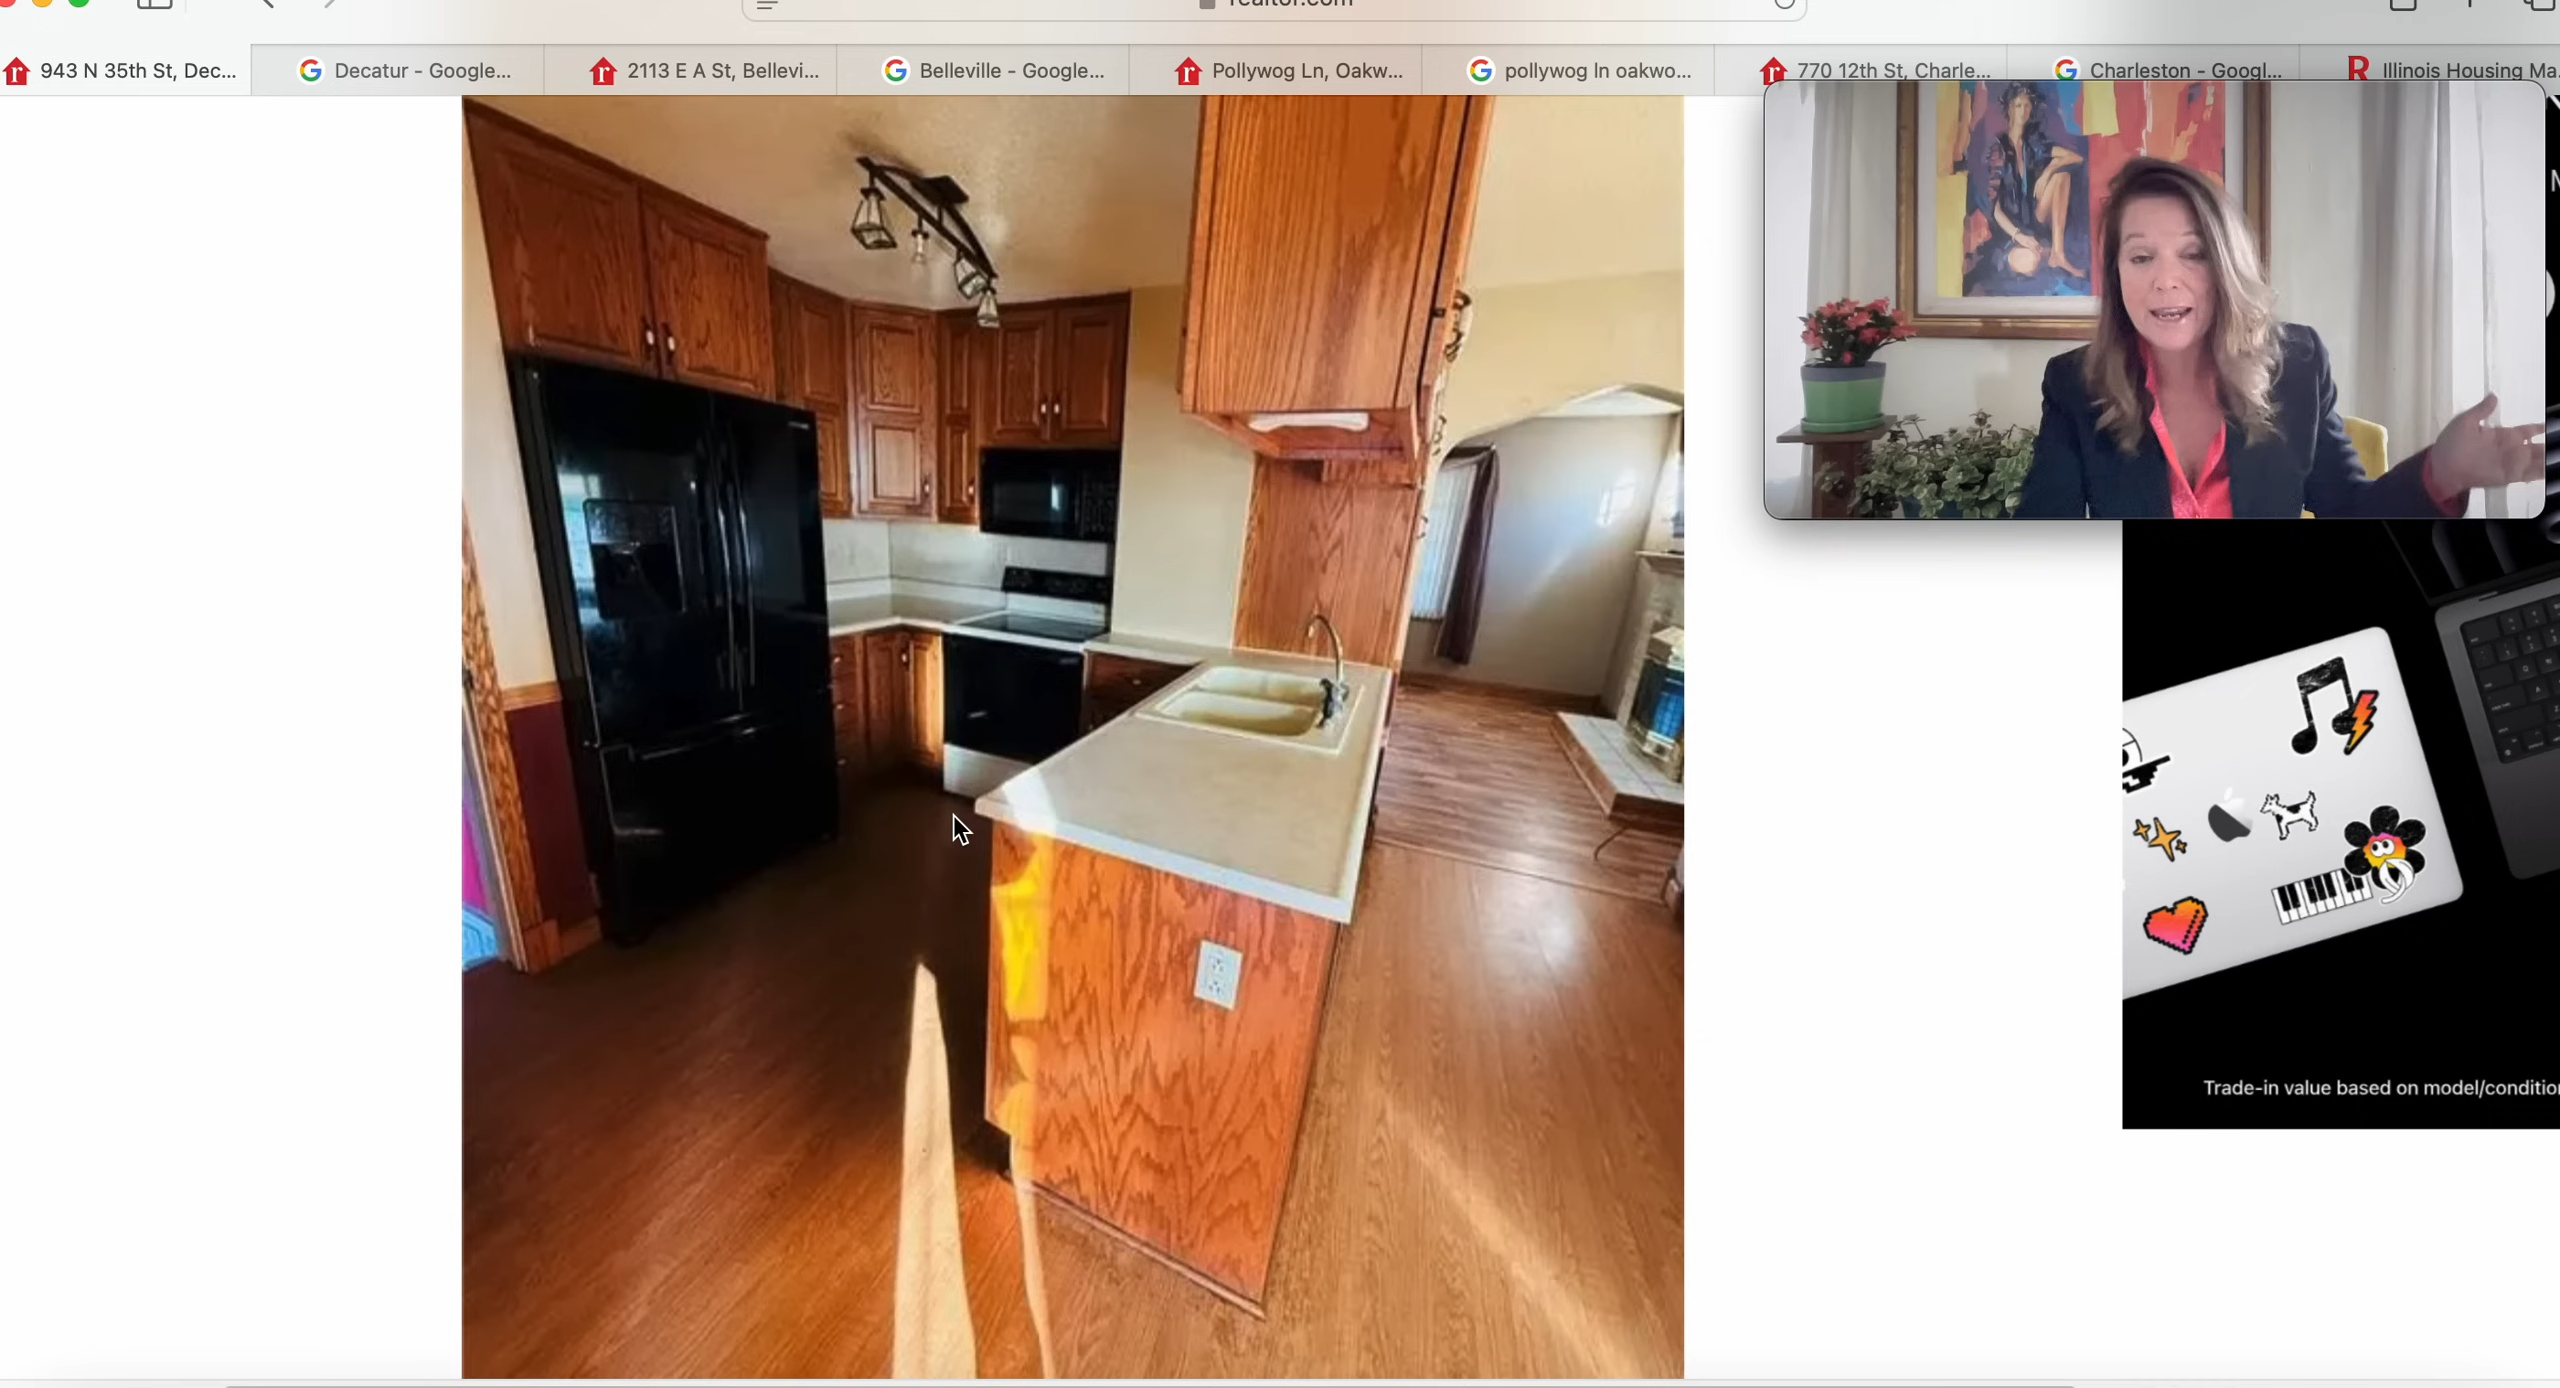 realtor.com
943 N 35th St, Dec...
Decatur - Google...
2113 E A St, Bellevi...
Belleville - Google...
Pollywog Ln, Oakw...
pollywog ln oakwo...
770 12th St, Charle...
Charleston - Googl...
Illinois Housing Ma
Trade-in value based on model/condition